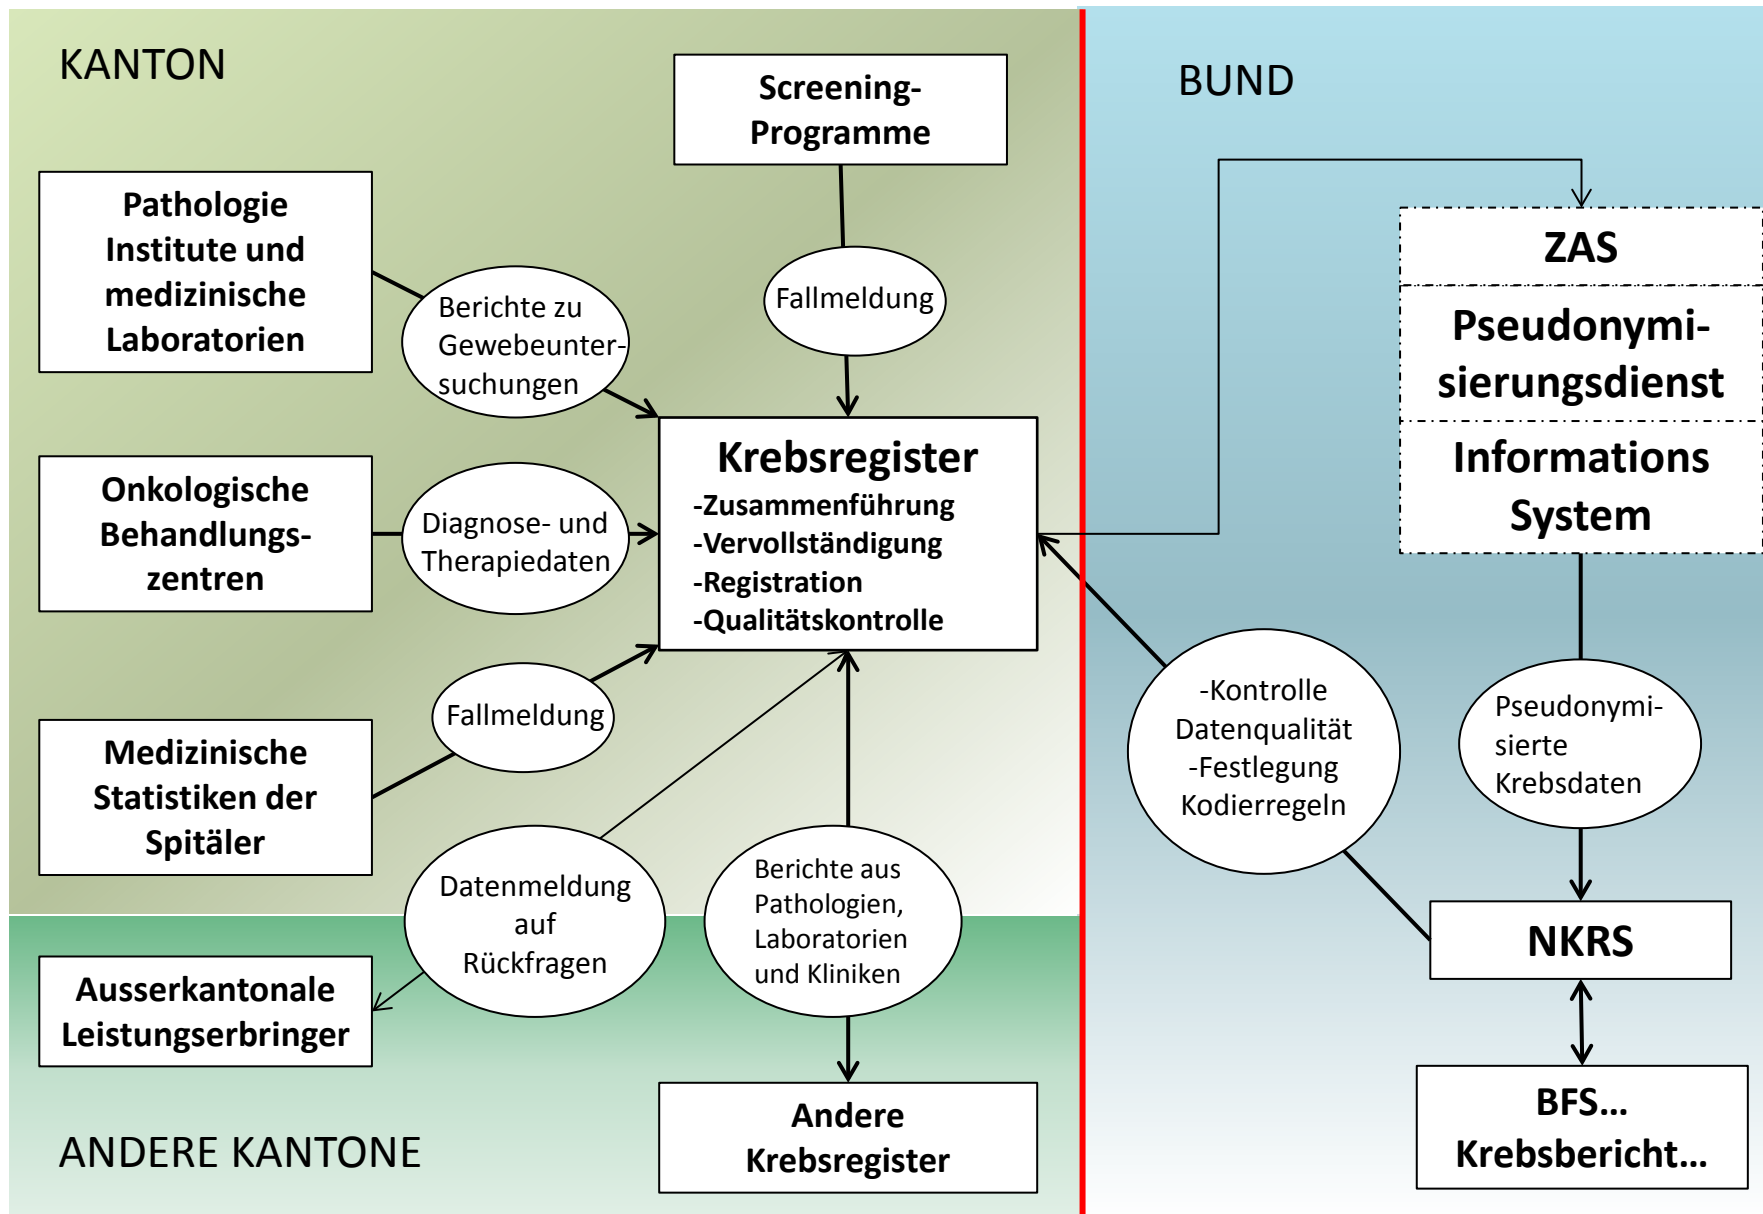 KANTON
Screening-
Programme
BUND
Pathologie
Institute und
medizinische
Laboratorien
Berichte zu
Gewebeunter-
suchungen
Fallmeldung
ZAS
Pseudonymi-
sierungsdienst
Informations
System
Krebsregister
-Zusammenführung
-Vervollständigung
-Registration
-Qualitätskontrolle
Onkologische
Behandlungs-
zentren
Diagnose- und
Therapiedaten
Fallmeldung
Medizinische
Statistiken der
Spitäler
-Kontrolle
Datenqualität
-Festlegung
Kodierregeln
Pseudonymi-
sierte
Krebsdaten
Datenmeldung
auf
Rückfragen
Berichte aus
Pathologien,
Laboratorien
und Kliniken
NKRS
Ausserkantonale
Leistungserbringer
ANDERE KANTONE
Andere
Krebsregister
BFS...
Krebsbericht...